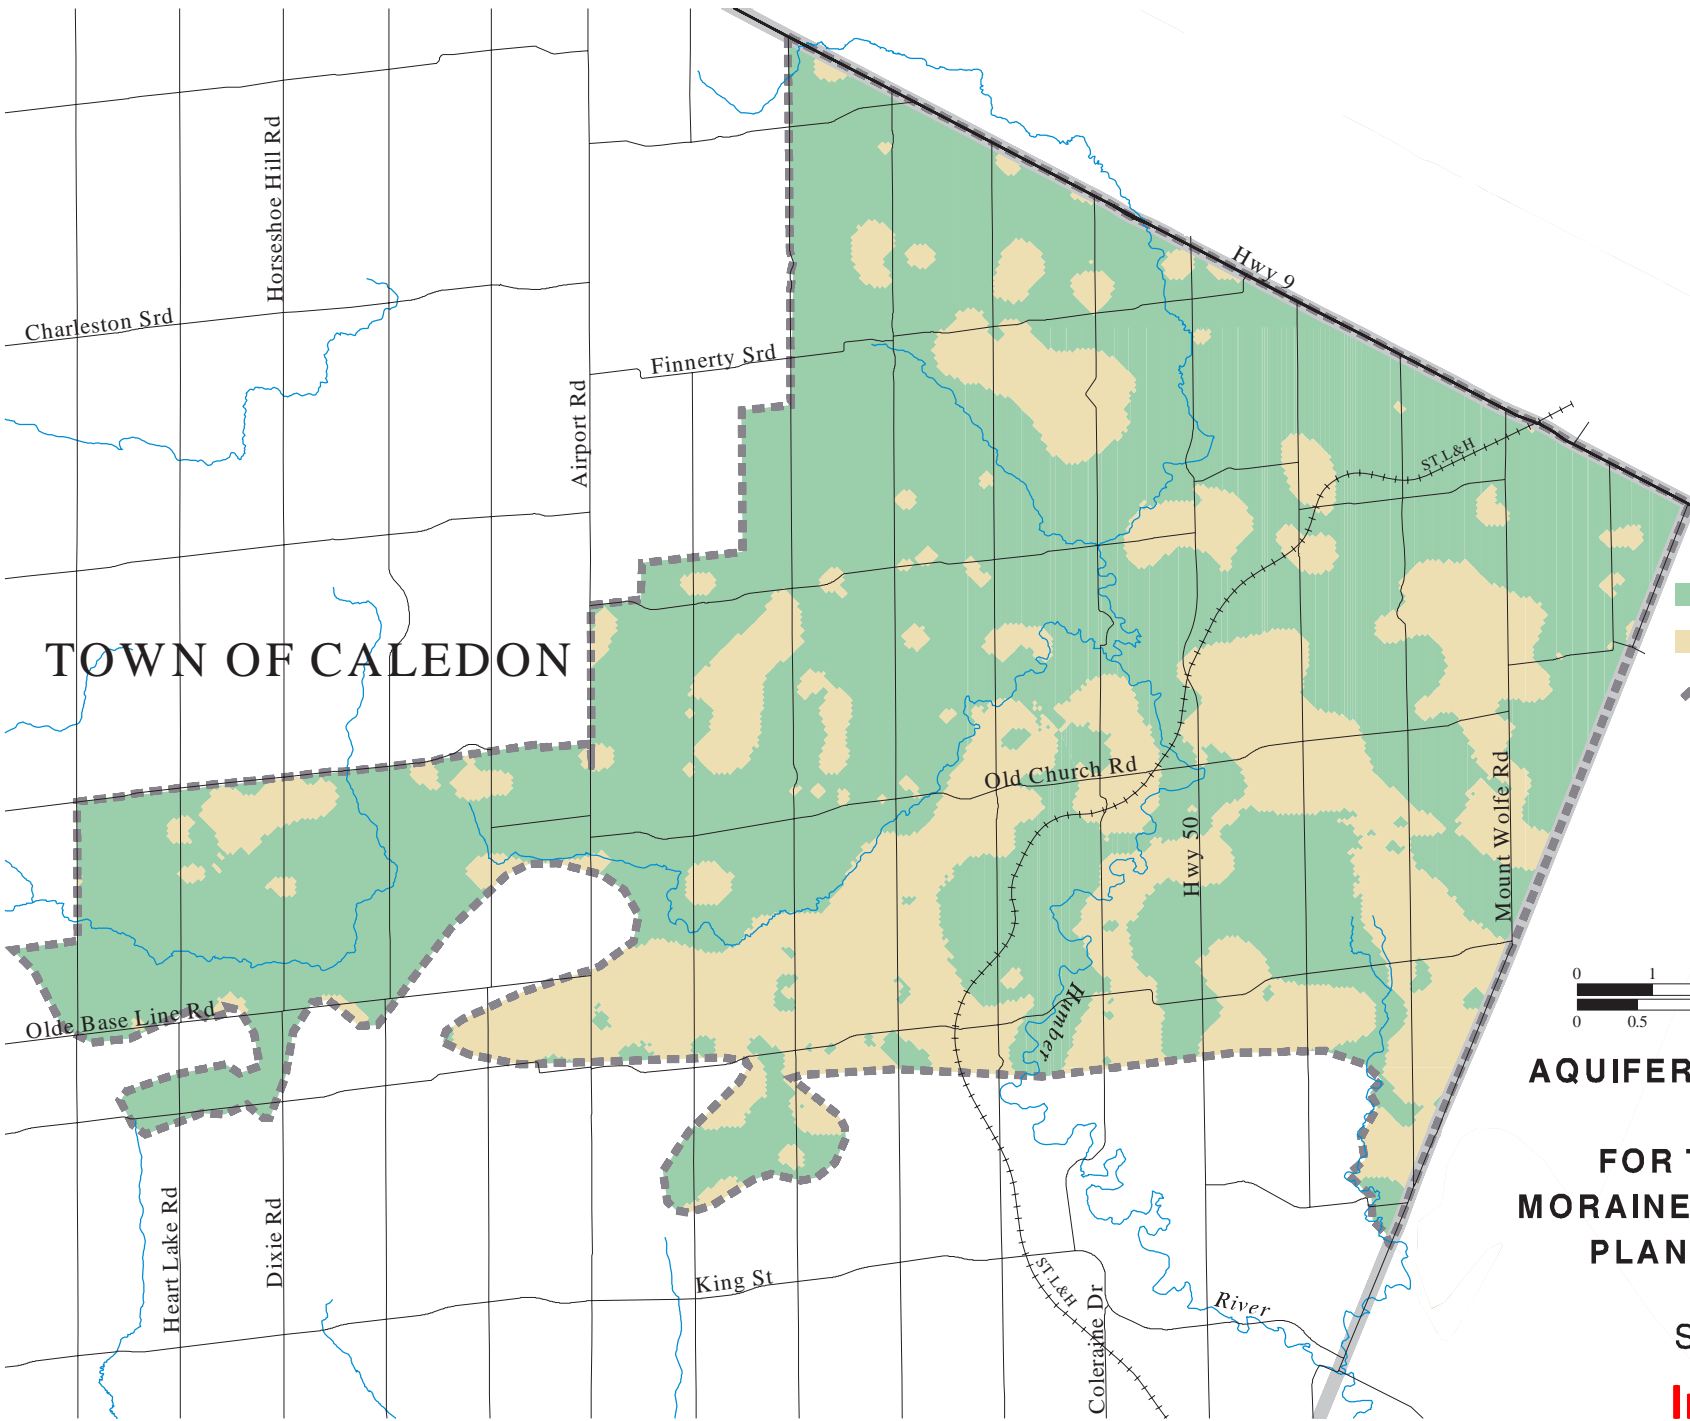 Horseshoe Hill Rd
Hwy 9
Charleston Srd
Finnerty Srd
Airport Rd
ST.L&H
TOWN OF CALEDON
Old Church Rd
Mount Wolfe Rd
Hwy 50
0 1
0 0.5
Olde Base Line Rd
Humber
AQUIFER
FOR
MORAINE
PLAN
Heart Lake Rd
Dixie Rd
King St
ST.L&H
Coleraine Dr
River
S